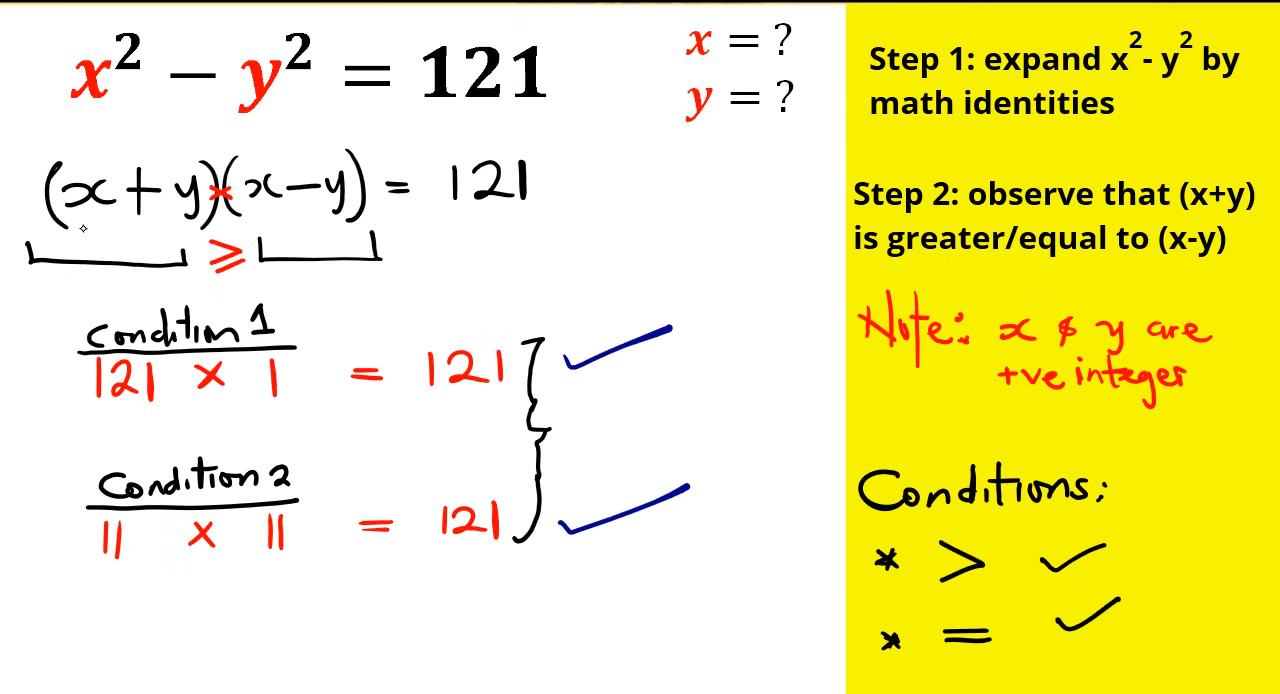 x² − y² = 121
x = ?
y = ?
(x + y)×(x − y) = 121
≥
Condition 1
121 × 1 = 121
Condition 2
11 × 11 = 121
Step 1: expand x² - y² by
math identities
Step 2: observe that (x+y)
is greater/equal to (x-y)
Note: x & y are
+ve integer
Conditions:
* > ✓
* = ✓